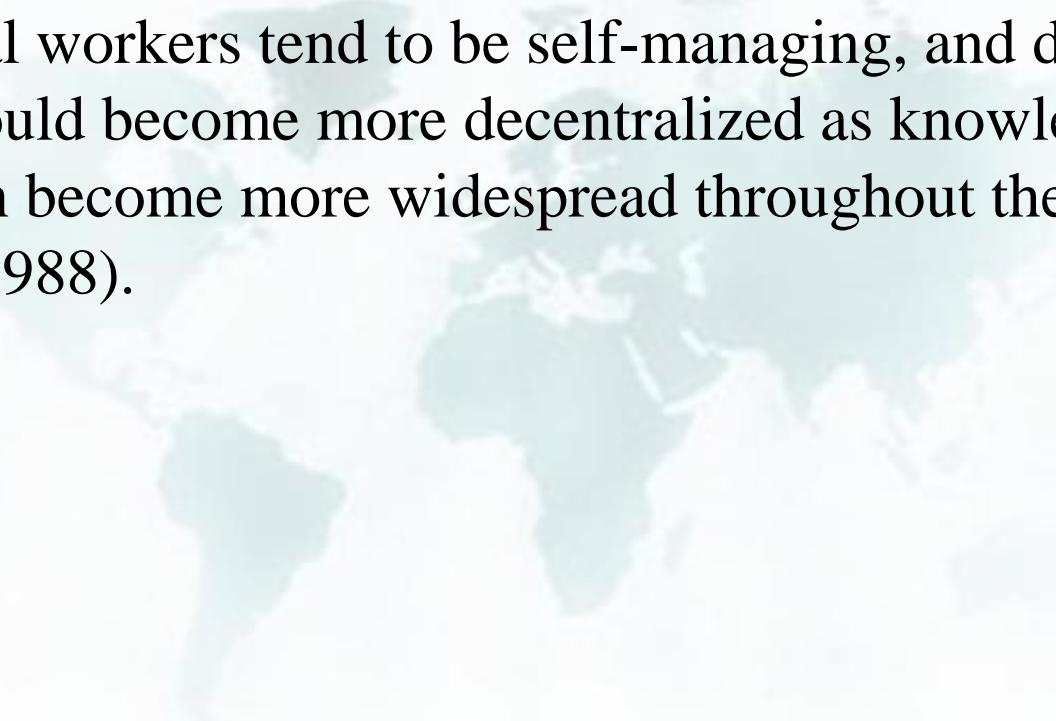 l workers tend to be self-managing, and d
ould become more decentralized as knowle
become more widespread throughout the
988).